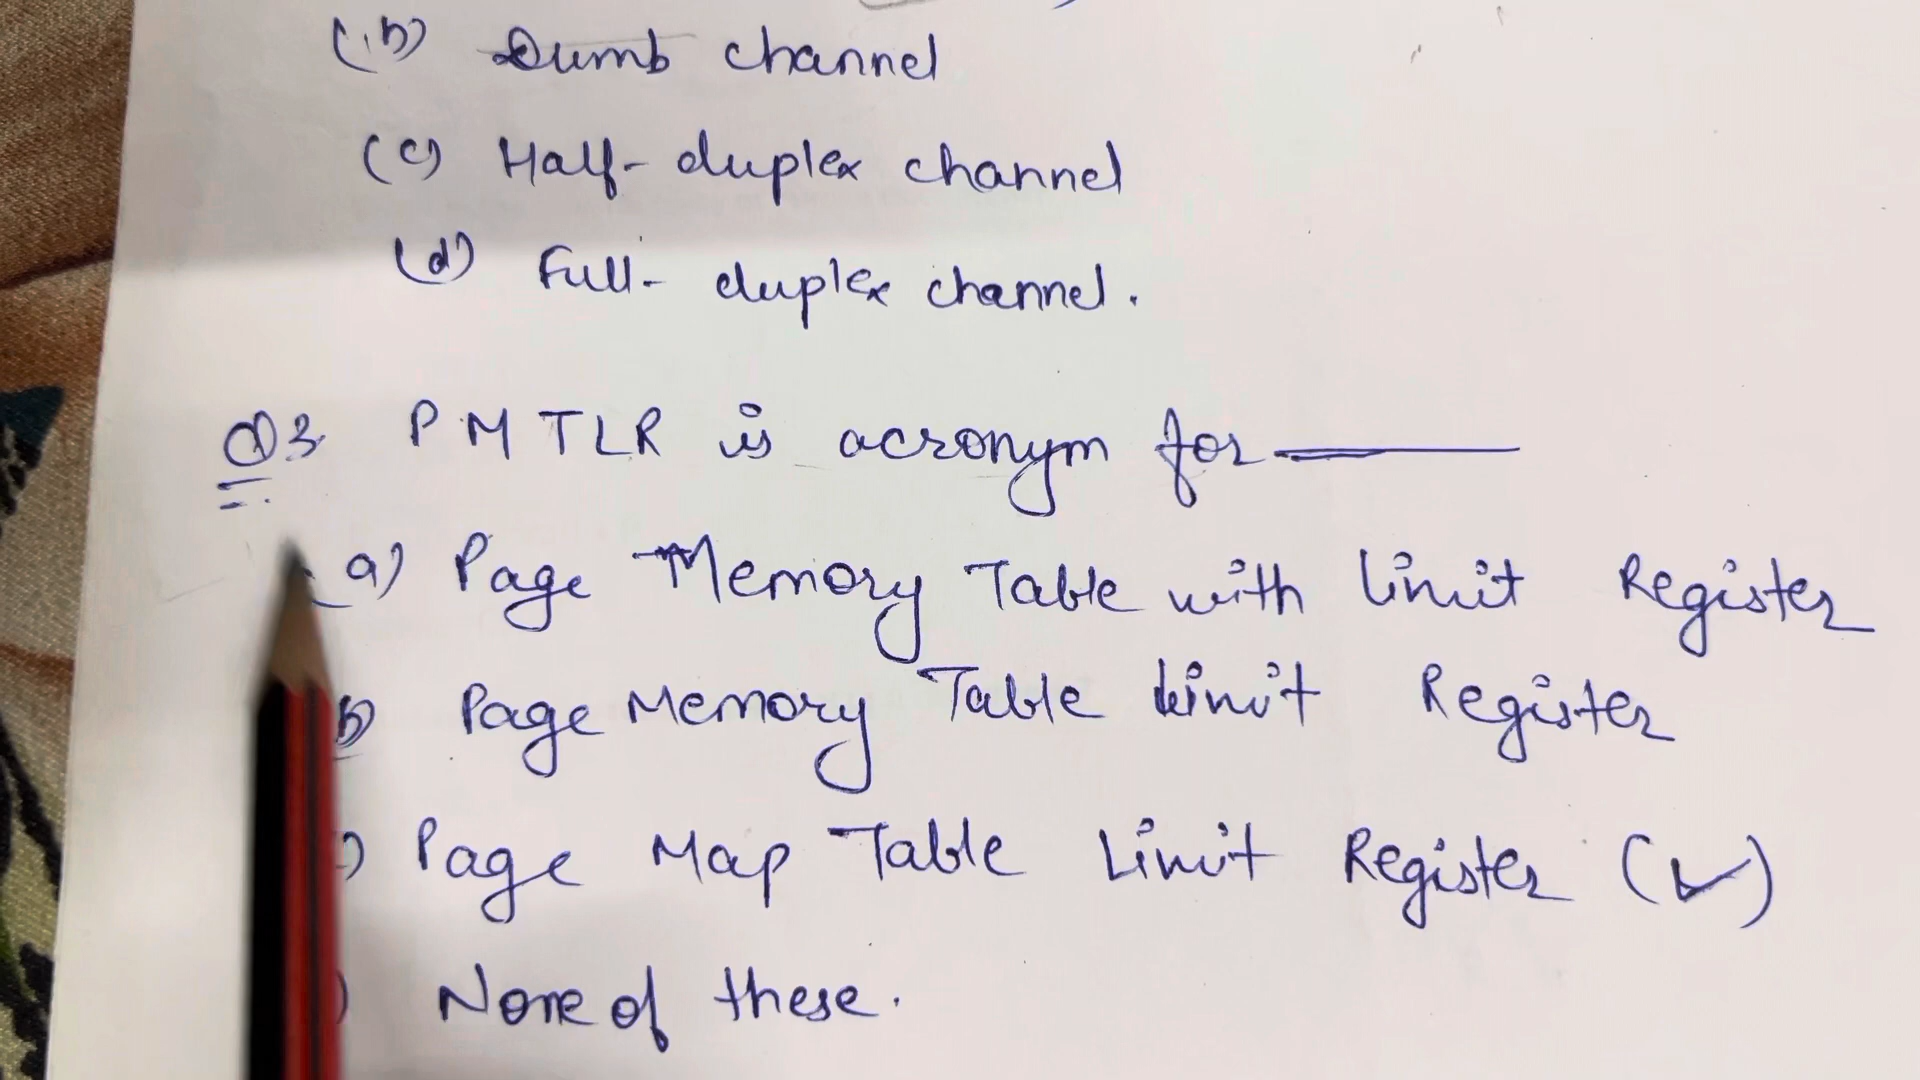 (b) Dumb channel
(c) Half-duplex channel
(d) Full-duplex channel.
Q3 PMTLR is acronym for
(a) Page Memory Table with limit Register
b) Page Memory Table Limit Register
) Page Map Table Limit Register (✓)
) None of these.